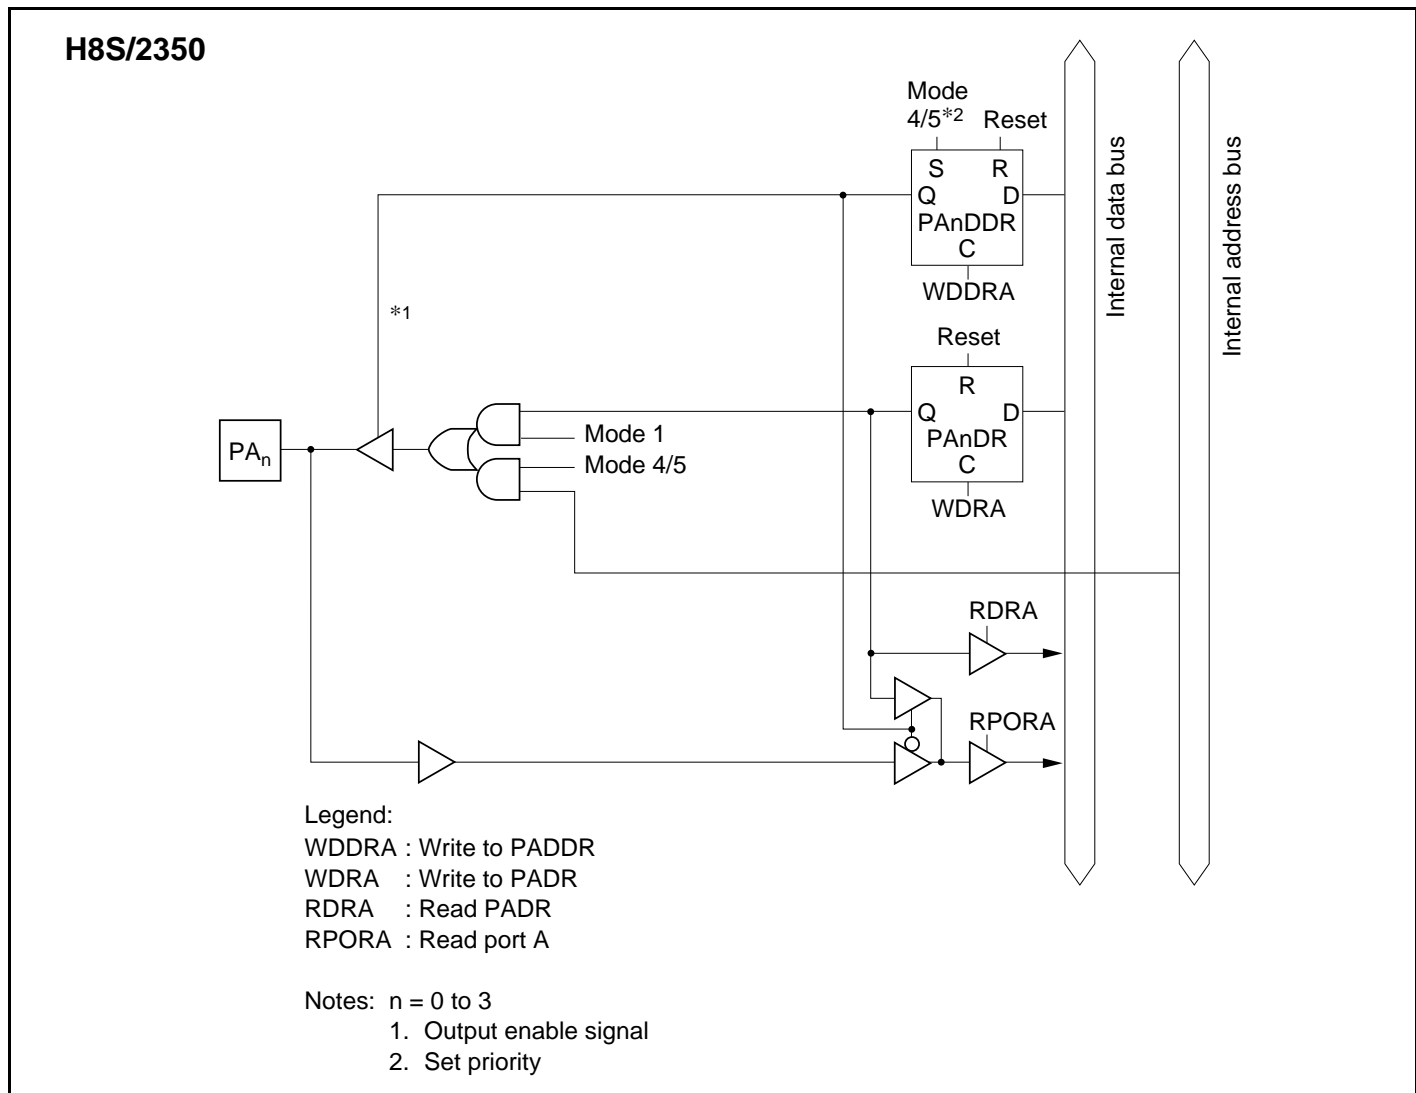 H8S/2350
Mode
4/5*2 Reset
S R
Q D
PAnDDR
C
WDDRA
Internal data bus
Internal address bus
*1
Reset
R
Q D
PAnDR
C
WDRA
Mode 1
Mode 4/5
PAn
RDRA
RPORA
Legend:
WDDRA : Write to PADDR
WDRA : Write to PADR
RDRA : Read PADR
RPORA : Read port A
Notes: n = 0 to 3
1. Output enable signal
2. Set priority